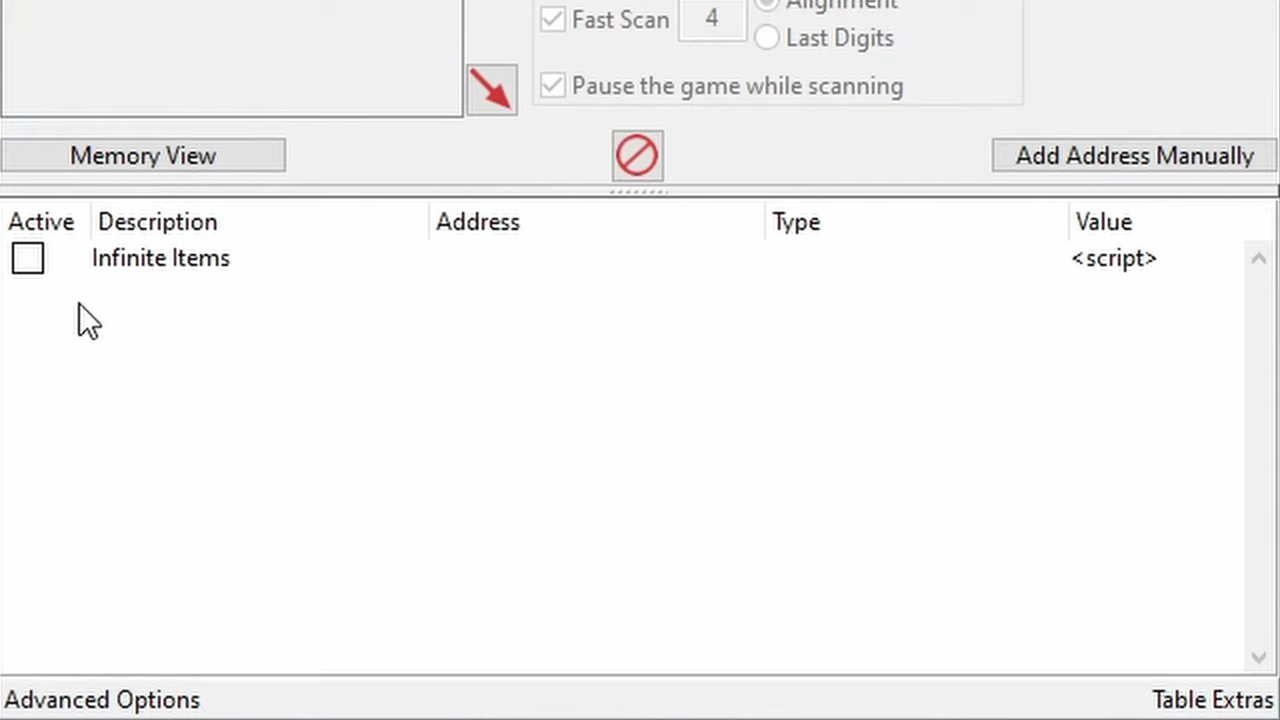 Alignment
Fast Scan 4
Last Digits
Pause the game while scanning
Memory View
Add Address Manually
Active Description Address Type Value
Infinite Items <script>
Advanced Options Table Extras